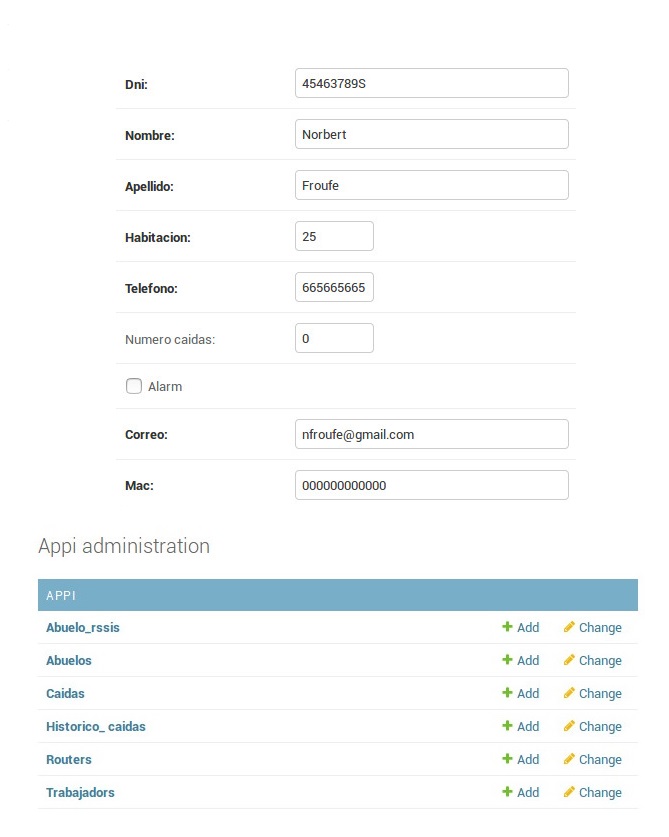 Dni: 45463789S
Nombre: Norbert
Apellido: Froufe
Habitacion: 25
Telefono: 665665665
Numero caidas: 0
Alarm
Correo: nfroufe@gmail.com
Mac: 000000000000
Appi administration
APPI
Abuelo_rssis Add Change
Abuelos Add Change
Caidas Add Change
Historico_ caidas Add Change
Routers Add Change
Trabajadors Add Change